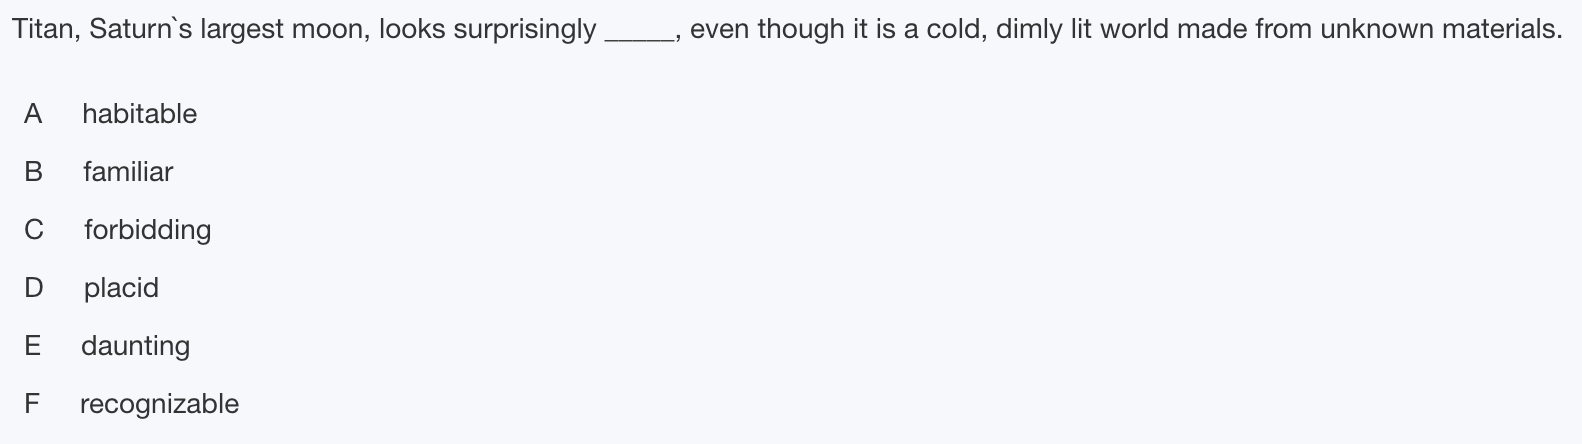 Titan, Saturn`s largest moon, looks surprisingly _____, even though it is a cold, dimly lit world made from unknown materials.
A habitable
B familiar
C forbidding
D placid
E daunting
F recognizable